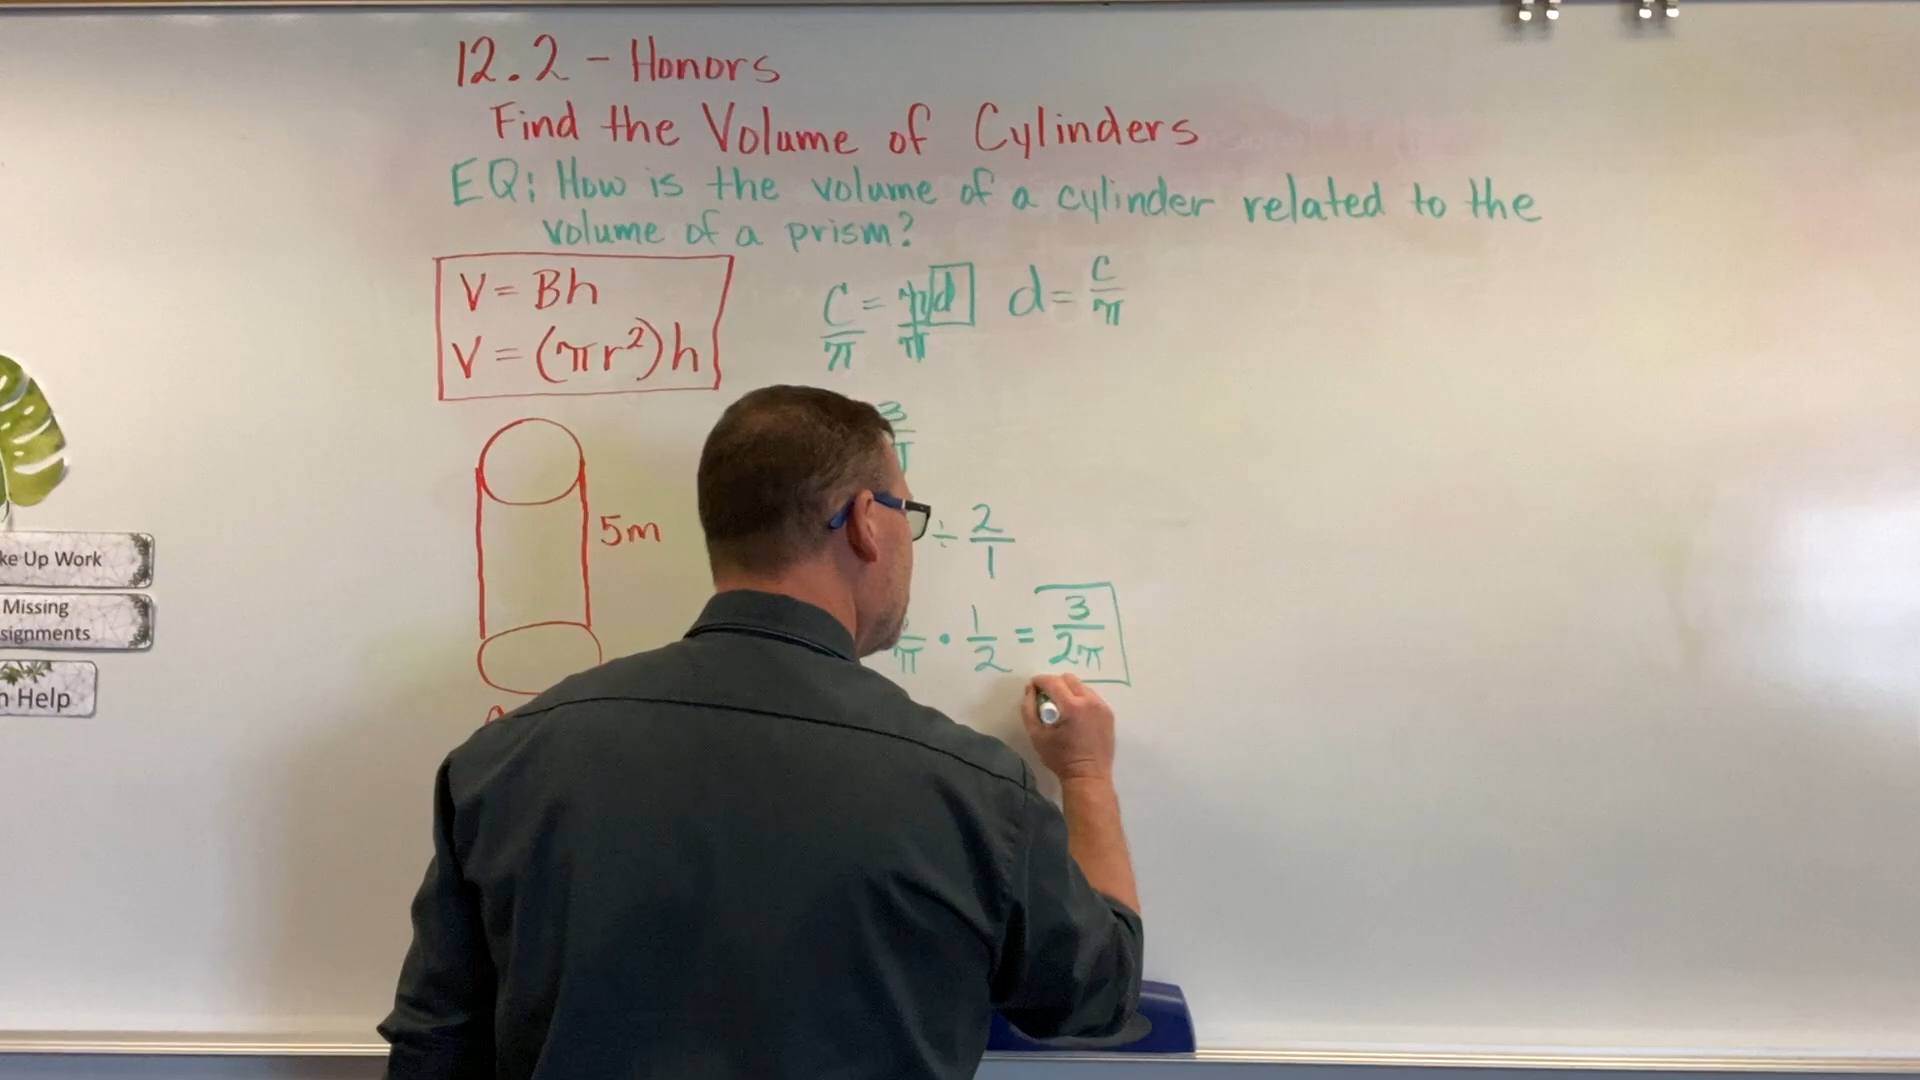 12.2 - Honors
Find the Volume of Cylinders
EQ: How is the volume of a cylinder related to the
volume of a prism?
V = Bh
V = (πr²)h
C/π = πd/π d = C/π
5m
3/π
÷ 2/1
/π · 1/2 = 3/2π
ke Up Work
Missing
signments
Help